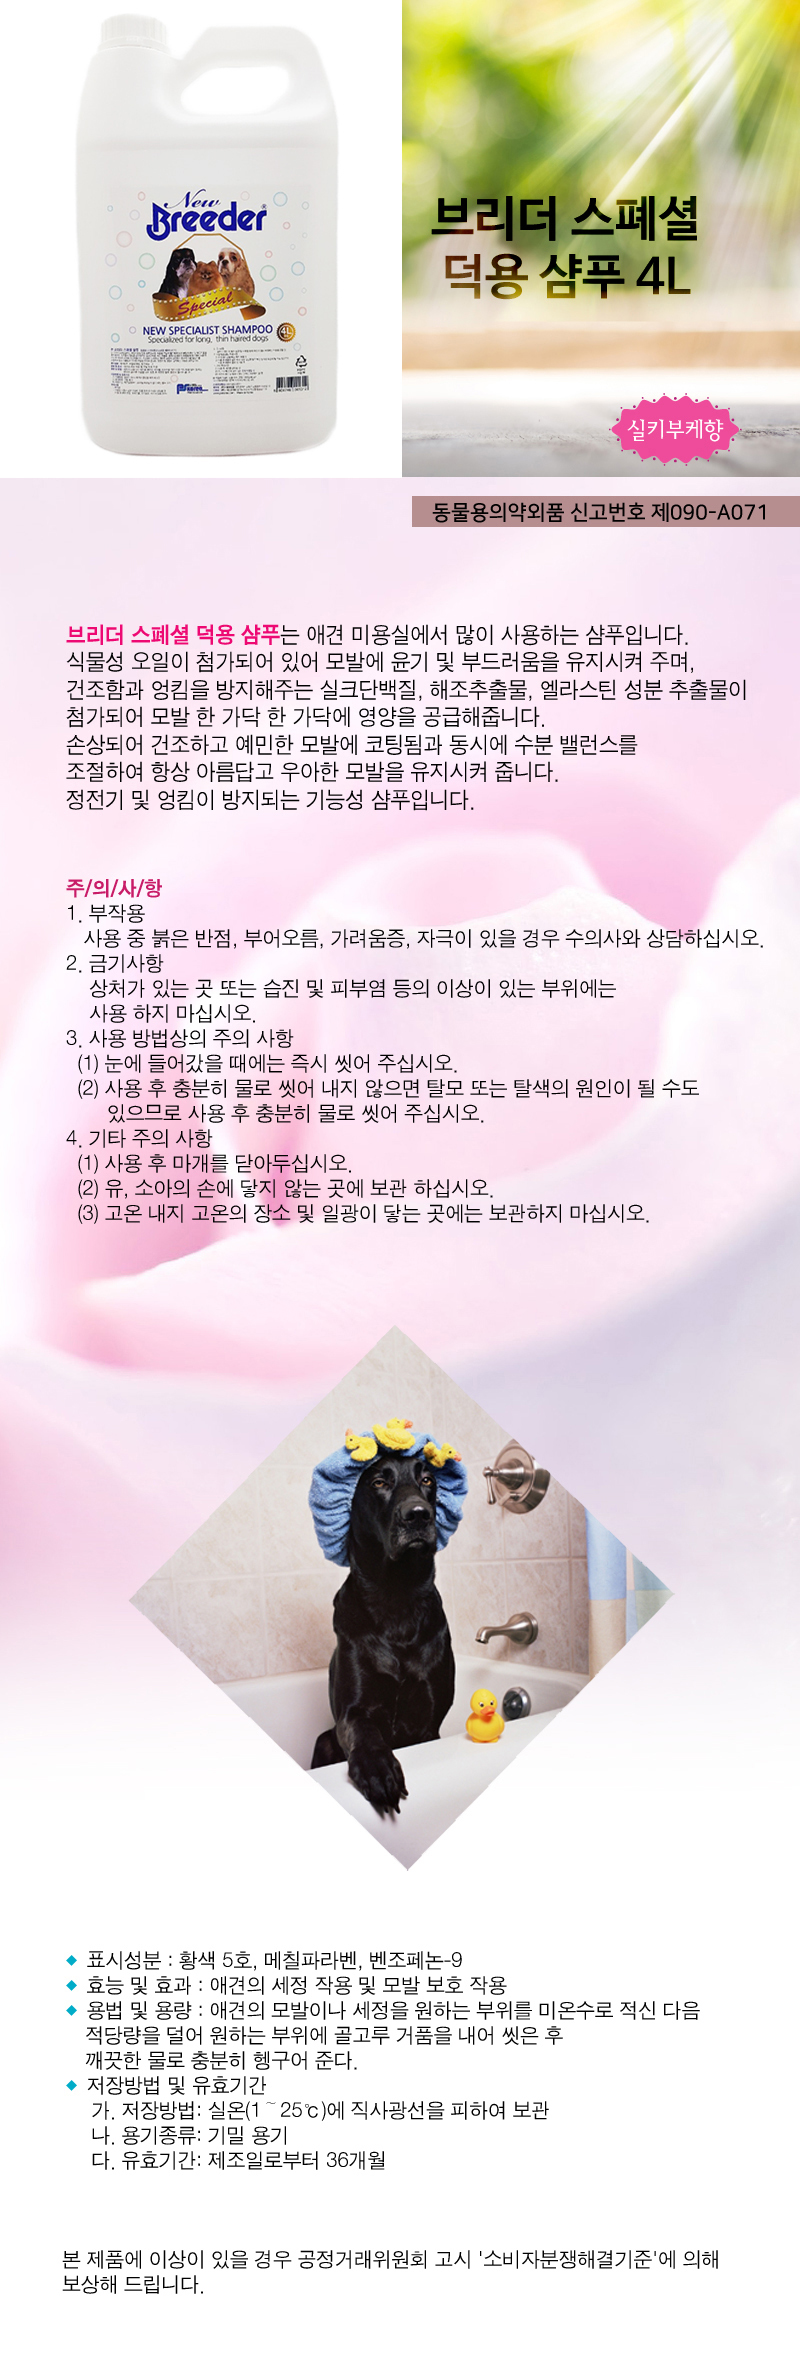 New
Breeder®
Special
NEW SPECIALIST SHAMPOO 4L
Specialized for long, thin haired dogs
브리더 스폐셜
덕용 샴푸 4L
실키부케향
동물용의약외품 신고번호 제090-A071
브리더 스폐셜 덕용 샴푸는 애견 미용실에서 많이 사용하는 샴푸입니다.
식물성 오일이 첨가되어 있어 모발에 윤기 및 부드러움을 유지시켜 주며,
건조함과 엉킴을 방지해주는 실크단백질, 해조추출물, 엘라스틴 성분 추출물이
첨가되어 모발 한 가닥 한 가닥에 영양을 공급해줍니다.
손상되어 건조하고 예민한 모발에 코팅됨과 동시에 수분 밸런스를
조절하여 항상 아름답고 우아한 모발을 유지시켜 줍니다.
정전기 및 엉킴이 방지되는 기능성 샴푸입니다.
주/의/사/항
1. 부작용
사용 중 붉은 반점, 부어오름, 가려움증, 자극이 있을 경우 수의사와 상담하십시오.
2. 금기사항
상처가 있는 곳 또는 습진 및 피부염 등의 이상이 있는 부위에는
사용 하지 마십시오.
3. 사용 방법상의 주의 사항
(1) 눈에 들어갔을 때에는 즉시 씻어 주십시오.
(2) 사용 후 충분히 물로 씻어 내지 않으면 탈모 또는 탈색의 원인이 될 수도
있으므로 사용 후 충분히 물로 씻어 주십시오.
4. 기타 주의 사항
(1) 사용 후 마개를 닫아두십시오.
(2) 유, 소아의 손에 닿지 않는 곳에 보관 하십시오.
(3) 고온 내지 고온의 장소 및 일광이 닿는 곳에는 보관하지 마십시오.
◆ 표시성분 : 황색 5호, 메칠파라벤, 벤조페논-9
◆ 효능 및 효과 : 애견의 세정 작용 및 모발 보호 작용
◆ 용법 및 용량 : 애견의 모발이나 세정을 원하는 부위를 미온수로 적신 다음
적당량을 덜어 원하는 부위에 골고루 거품을 내어 씻은 후
깨끗한 물로 충분히 헹구어 준다.
◆ 저장방법 및 유효기간
가. 저장방법: 실온(1~25℃)에 직사광선을 피하여 보관
나. 용기종류: 기밀 용기
다. 유효기간: 제조일로부터 36개월
본 제품에 이상이 있을 경우 공정거래위원회 고시 '소비자분쟁해결기준'에 의해
보상해 드립니다.